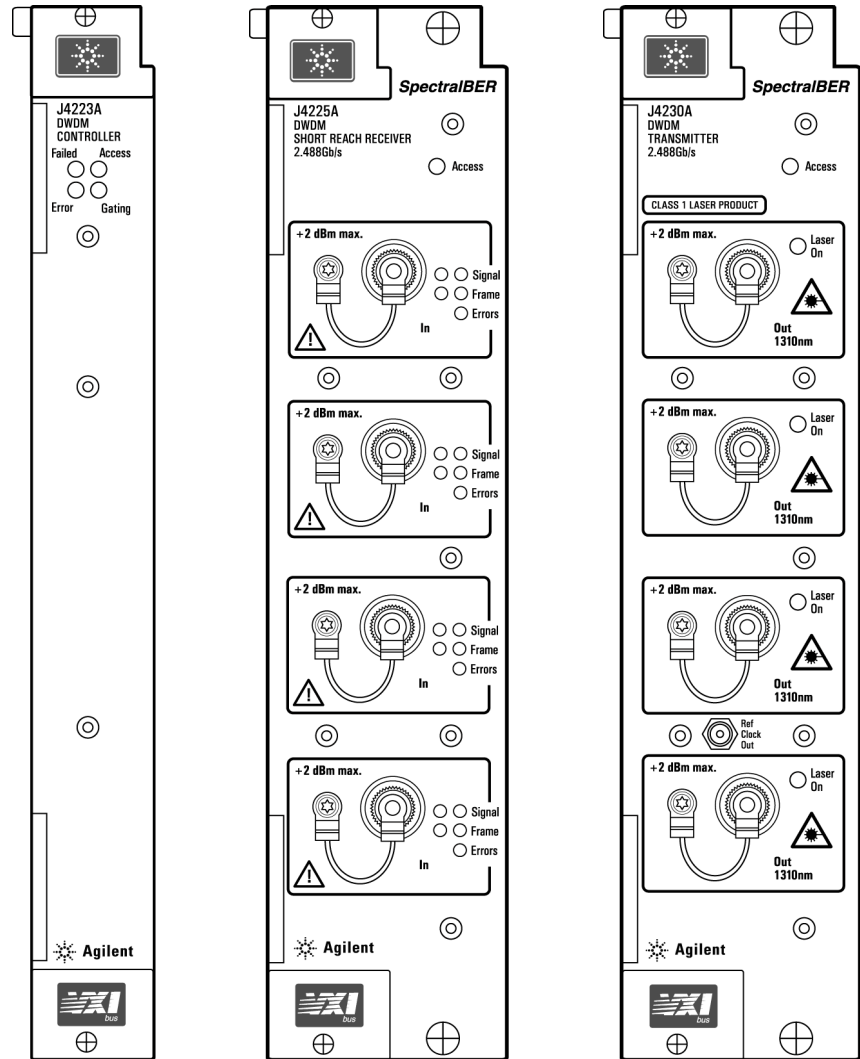 J4223A
DWDM
CONTROLLER
Failed Access
Error Gating
Agilent
VXI
bus
SpectralBER
J4225A
DWDM
SHORT REACH RECEIVER
2.488Gb/s
Access
+2 dBm max.
Signal
Frame
Errors
In
+2 dBm max.
Signal
Frame
Errors
In
+2 dBm max.
Signal
Frame
Errors
In
+2 dBm max.
Signal
Frame
Errors
In
Agilent
VXI
bus
SpectralBER
J4230A
DWDM
TRANSMITTER
2.488Gb/s
Access
CLASS 1 LASER PRODUCT
+2 dBm max.
Laser
On
Out
1310nm
+2 dBm max.
Laser
On
Out
1310nm
+2 dBm max.
Laser
On
Out
1310nm
Ref
Clock
Out
+2 dBm max.
Laser
On
Out
1310nm
Agilent
VXI
bus